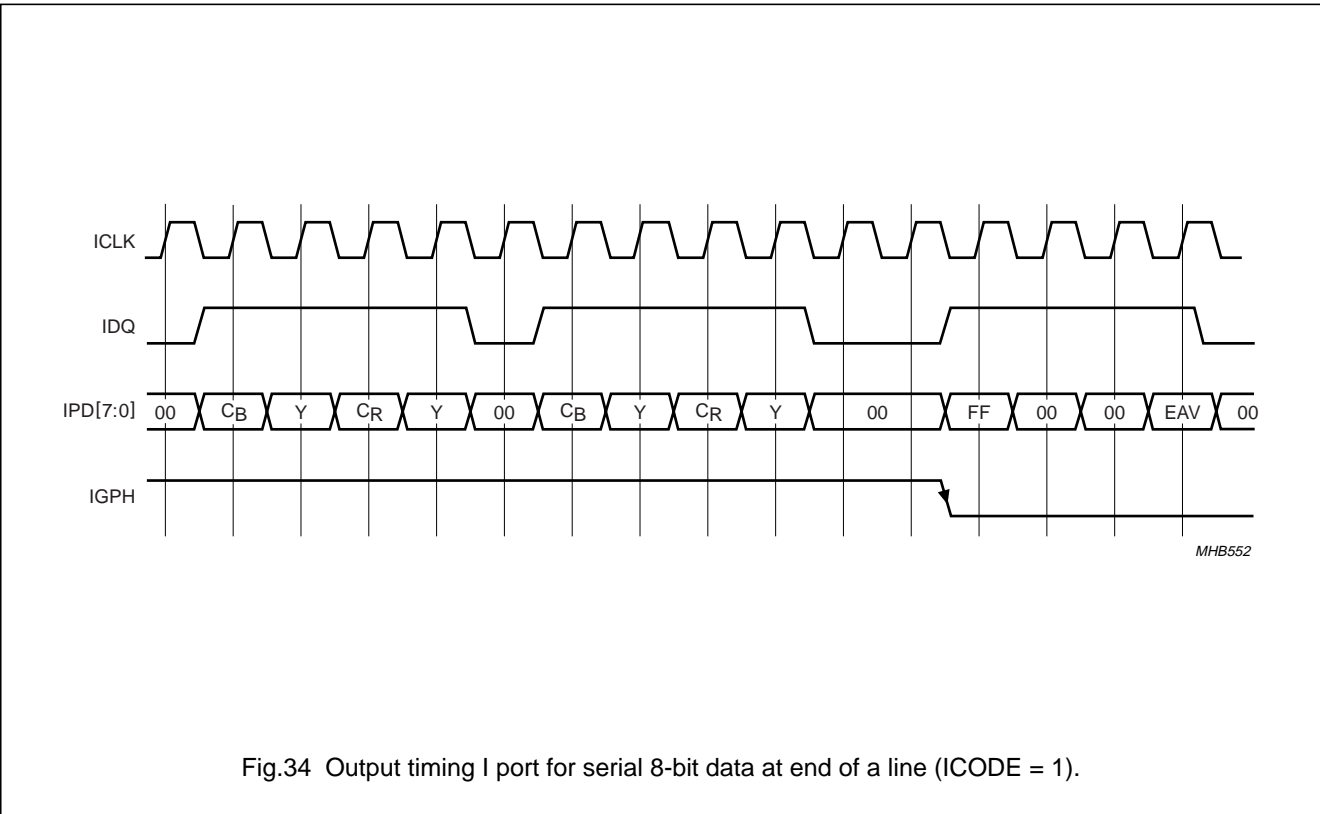 ICLK
IDQ
IPD[7:0] 00 CB Y CR Y 00 CB Y CR Y 00 FF 00 00 EAV 00
IGPH
MHB552
Fig.34 Output timing I port for serial 8-bit data at end of a line (ICODE = 1).